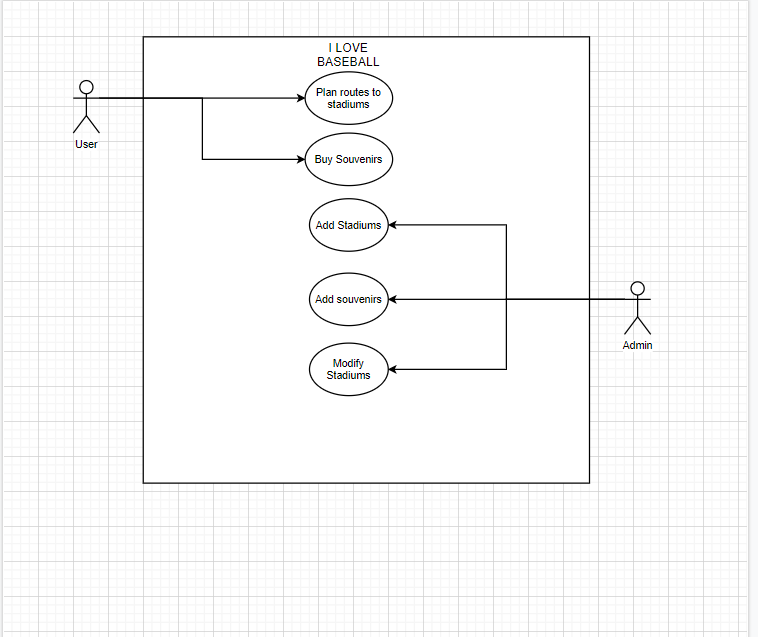 I LOVE
BASEBALL
Plan routes to
stadiums
User
Buy Souvenirs
Add Stadiums
Add souvenirs
Admin
Modify
Stadiums